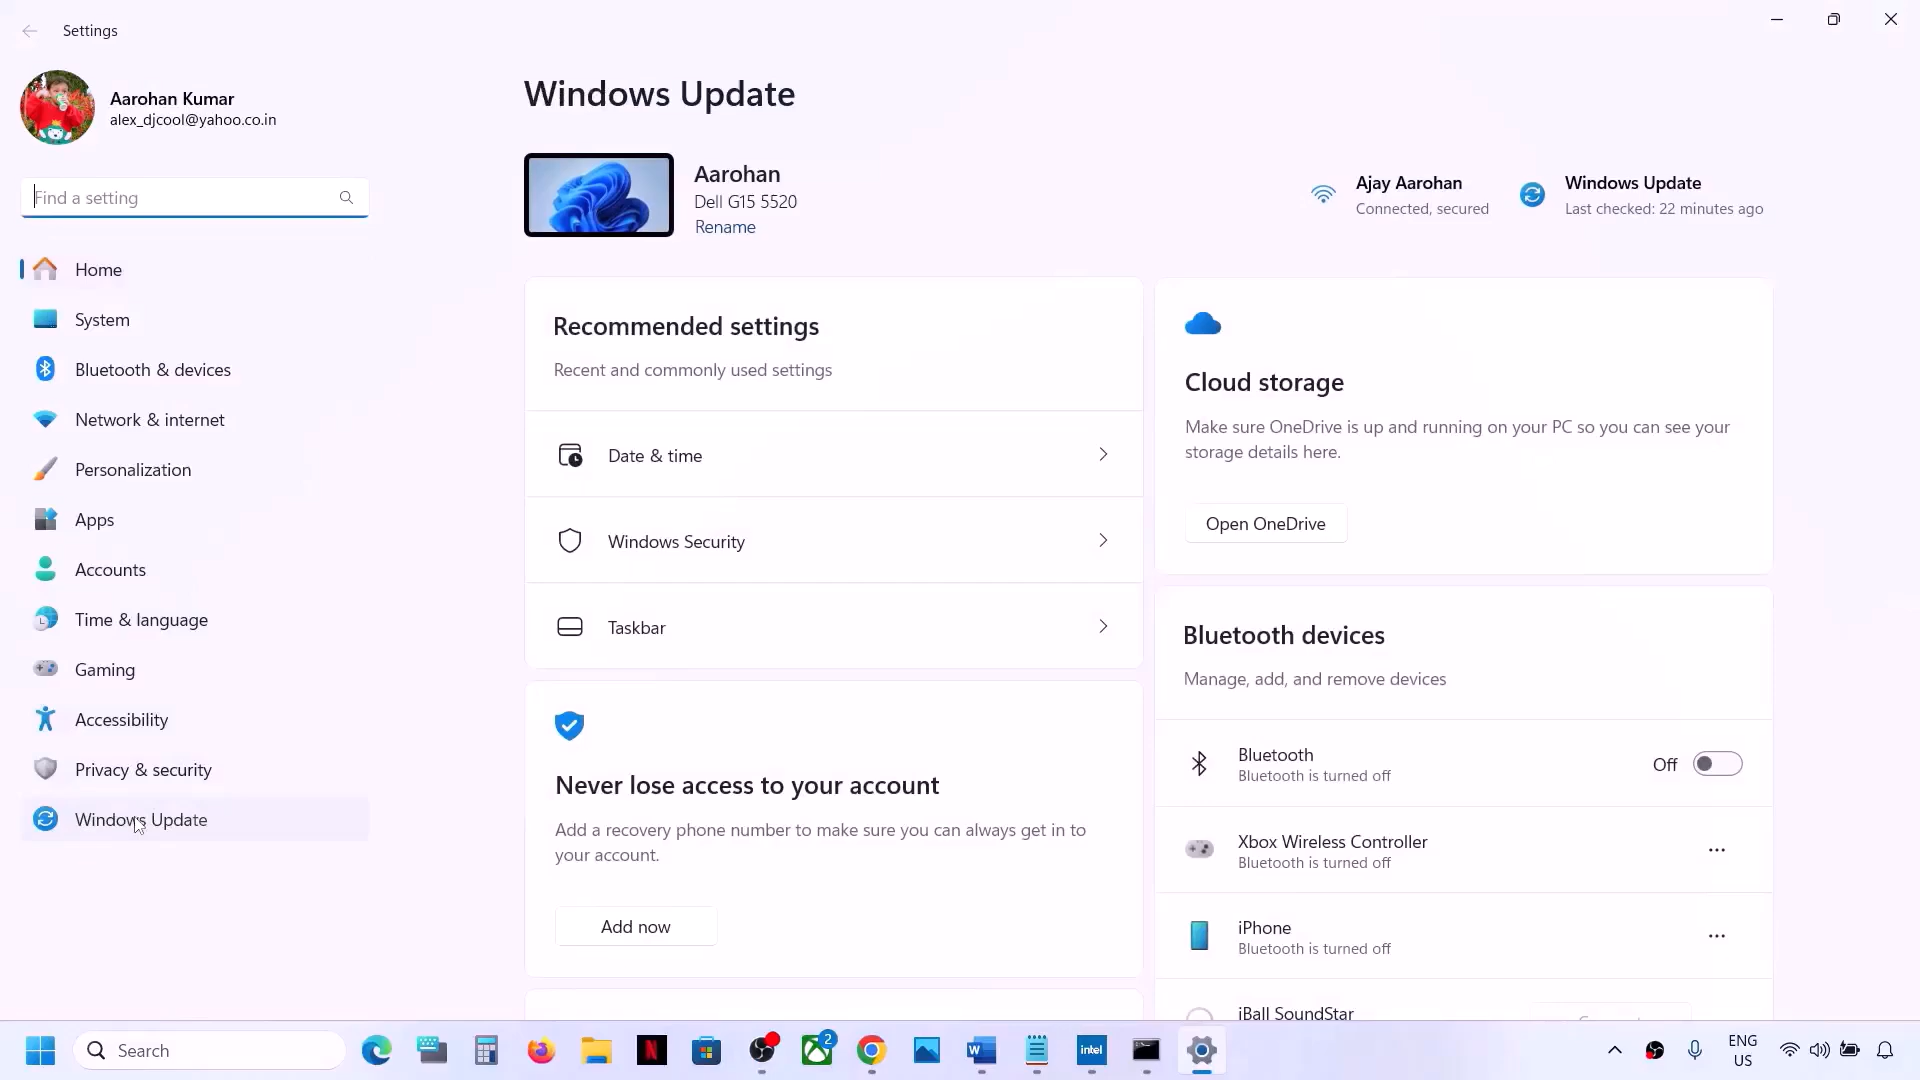 Settings
Aarohan Kumar
alex_djcool@yahoo.co.in
Find a setting
Home
System
Bluetooth & devices
Network & internet
Personalization
Apps
Accounts
Time & language
Gaming
Accessibility
Privacy & security
Windows Update
Windows Update
Aarohan
Dell G15 5520
Rename
Ajay Aarohan
Connected, secured
Windows Update
Last checked: 22 minutes ago
Recommended settings
Recent and commonly used settings
Date & time
Windows Security
Taskbar
Never lose access to your account
Add a recovery phone number to make sure you can always get in to
your account.
Add now
Cloud storage
Make sure OneDrive is up and running on your PC so you can see your
storage details here.
Open OneDrive
Bluetooth devices
Manage, add, and remove devices
Bluetooth
Bluetooth is turned off
Off
Xbox Wireless Controller
Bluetooth is turned off
iPhone
Bluetooth is turned off
iBall SoundStar
Search
N
2
W
intel
ENG
US